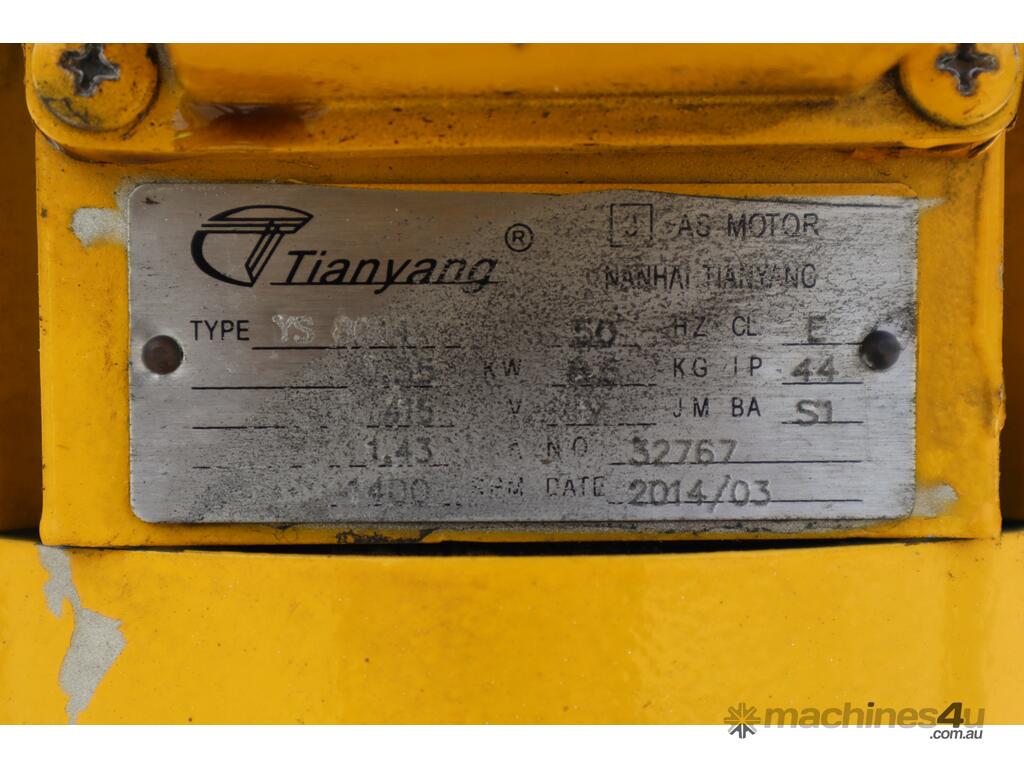 Tianyang ® J AS MOTOR
NANHAI TIANYANG
TYPE YS 50 HZ CL E
KW KG IP 44
415 V JM BA S1
1.43 NO 32767
1400 RPM DATE 2014/03
machines4u
.com.au